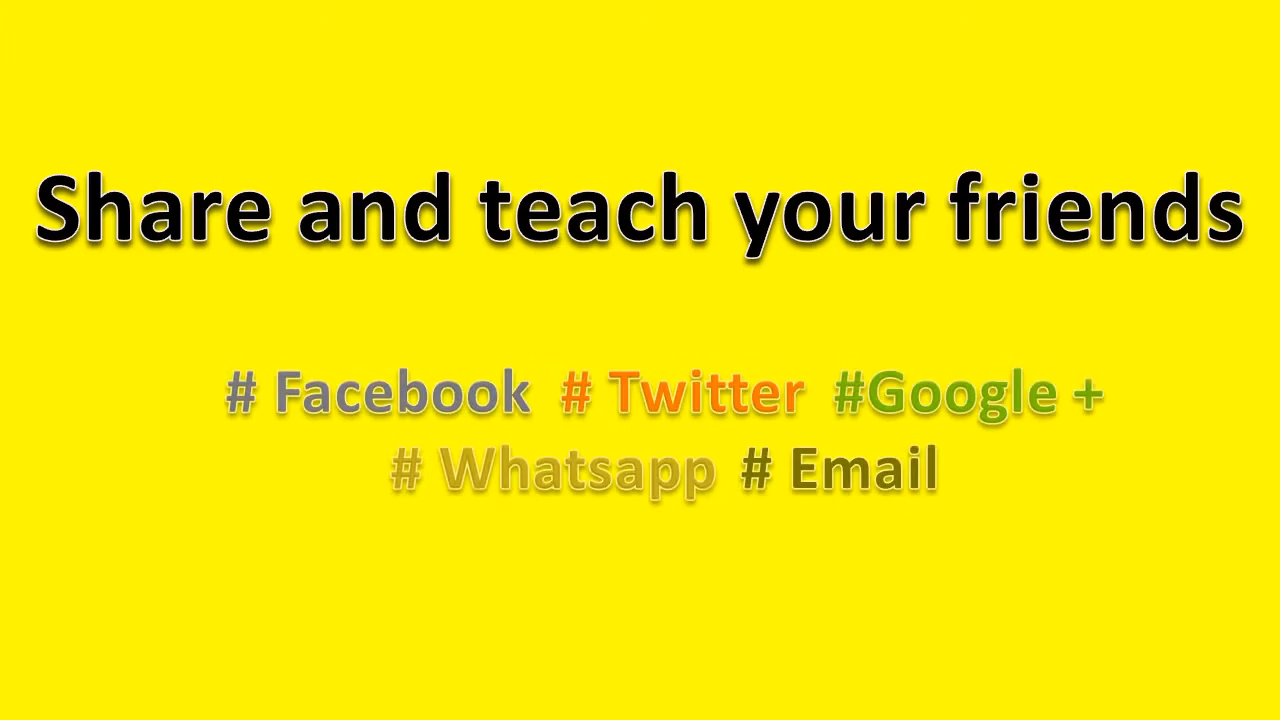 Share and teach your friends
# Facebook # Twitter #Google +
# Whatsapp # Email